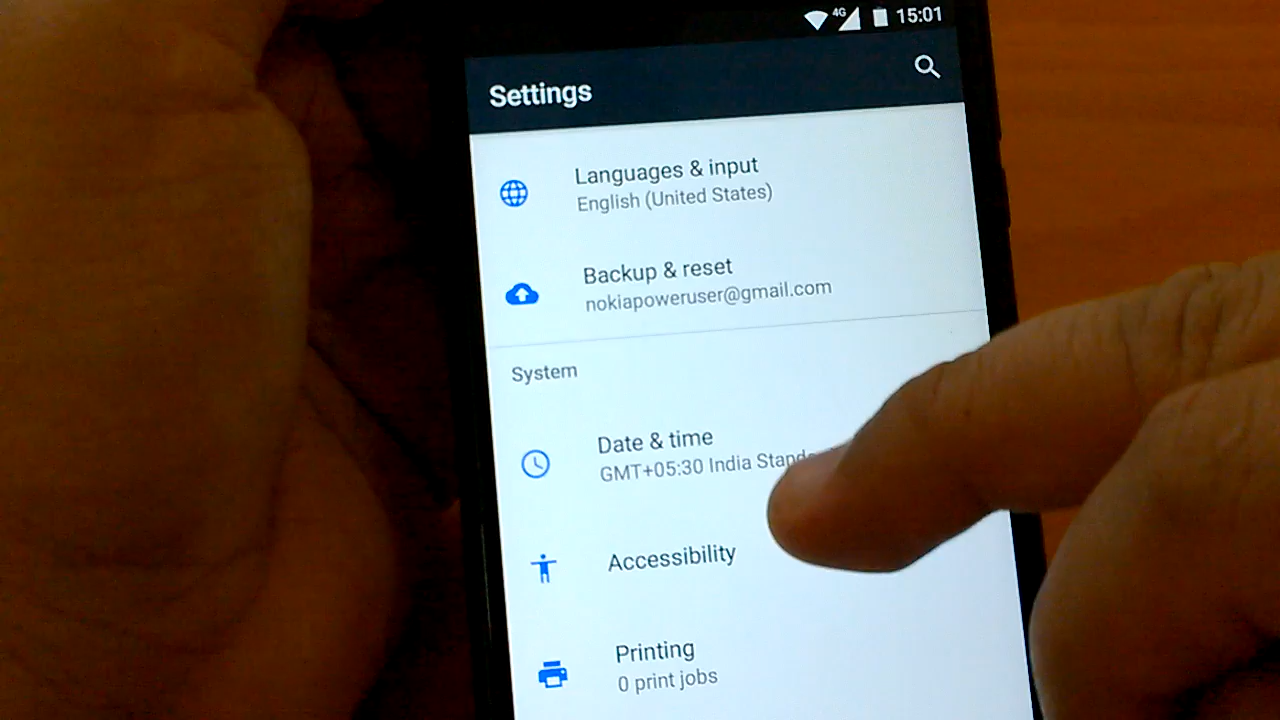 4G 15:01
Settings
Languages & input
English (United States)
Backup & reset
nokiapoweruser@gmail.com
System
Date & time
GMT+05:30 India
Accessibility
Printing
0 print jobs